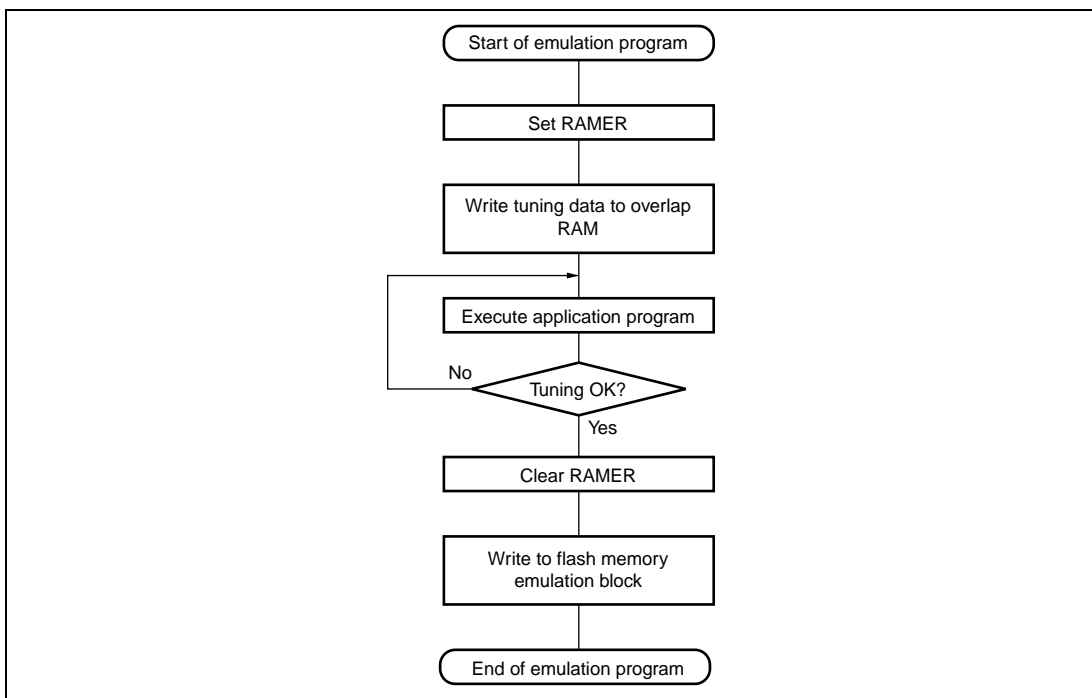 Start of emulation program
Set RAMER
Write tuning data to overlap
RAM
Execute application program
No
Tuning OK?
Yes
Clear RAMER
Write to flash memory
emulation block
End of emulation program